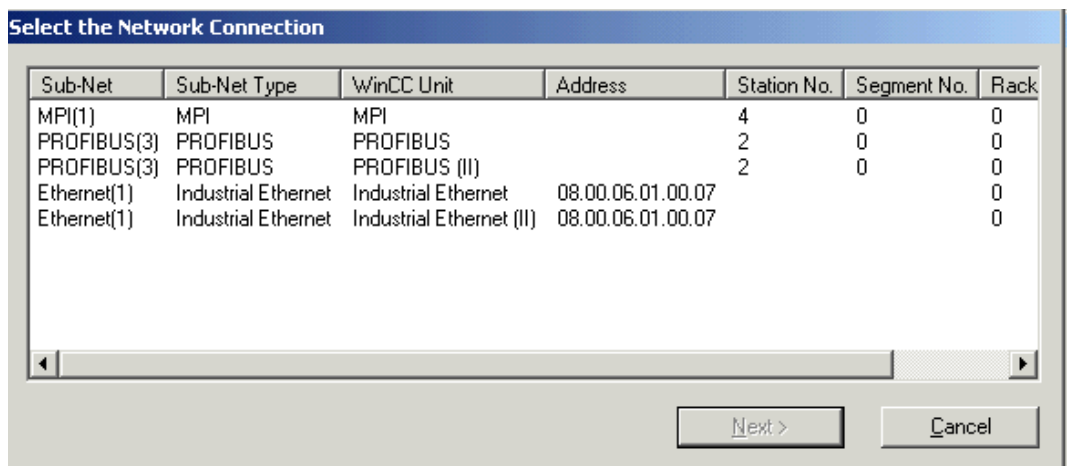 Select the Network Connection
Sub-Net Sub-Net Type WinCC Unit Address Station No. Segment No. Rack
MPI(1) MPI MPI 4 0 0
PROFIBUS(3) PROFIBUS PROFIBUS 2 0 0
PROFIBUS(3) PROFIBUS PROFIBUS (II) 2 0 0
Ethernet(1) Industrial Ethernet Industrial Ethernet 08.00.06.01.00.07 0
Ethernet(1) Industrial Ethernet Industrial Ethernet (II) 08.00.06.01.00.07 0
Next > Cancel